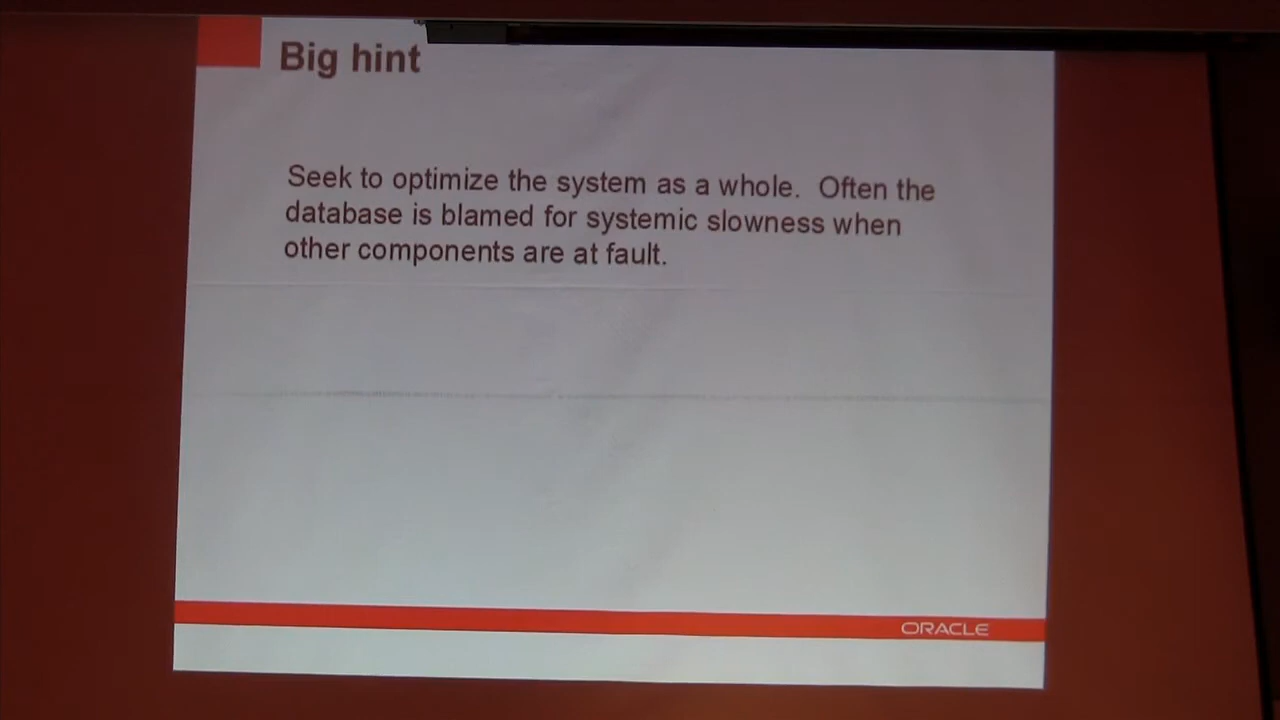 Big hint
Seek to optimize the system as a whole. Often the
database is blamed for systemic slowness when
other components are at fault.
ORACLE